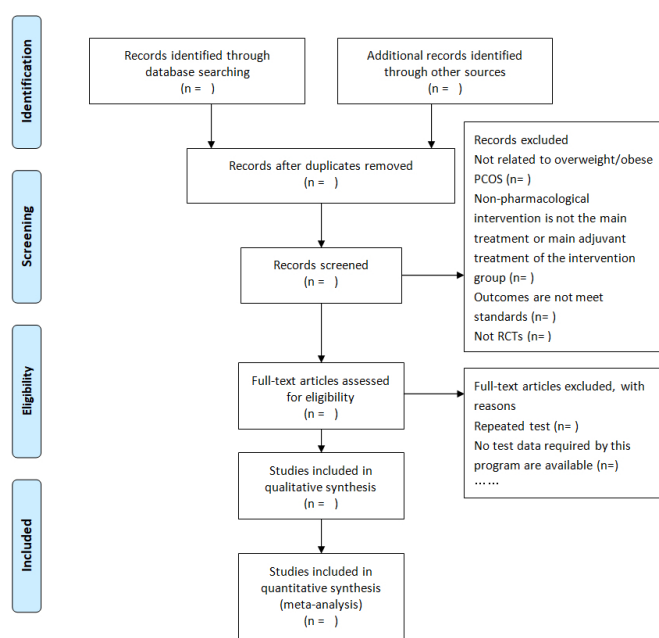 Identification
Records identified through
database searching
(n =   )
Additional records identified
through other sources
(n =   )
Records after duplicates removed
(n =   )
Screening
Records screened
(n =   )
Records excluded
Not related to overweight/obese
PCOS (n= )
Non-pharmacological
intervention is not the main
treatment or main adjuvant
treatment of the intervention
group (n= )
Outcomes are not meet
standards (n= )
Not RCTs (n= )
Eligibility
Full-text articles assessed
for eligibility
(n =   )
Full-text articles excluded, with
reasons
Repeated test (n= )
No test data required by this
program are available (n=)
……
Studies included in
qualitative synthesis
(n =   )
Included
Studies included in
quantitative synthesis
(meta-analysis)
(n =   )